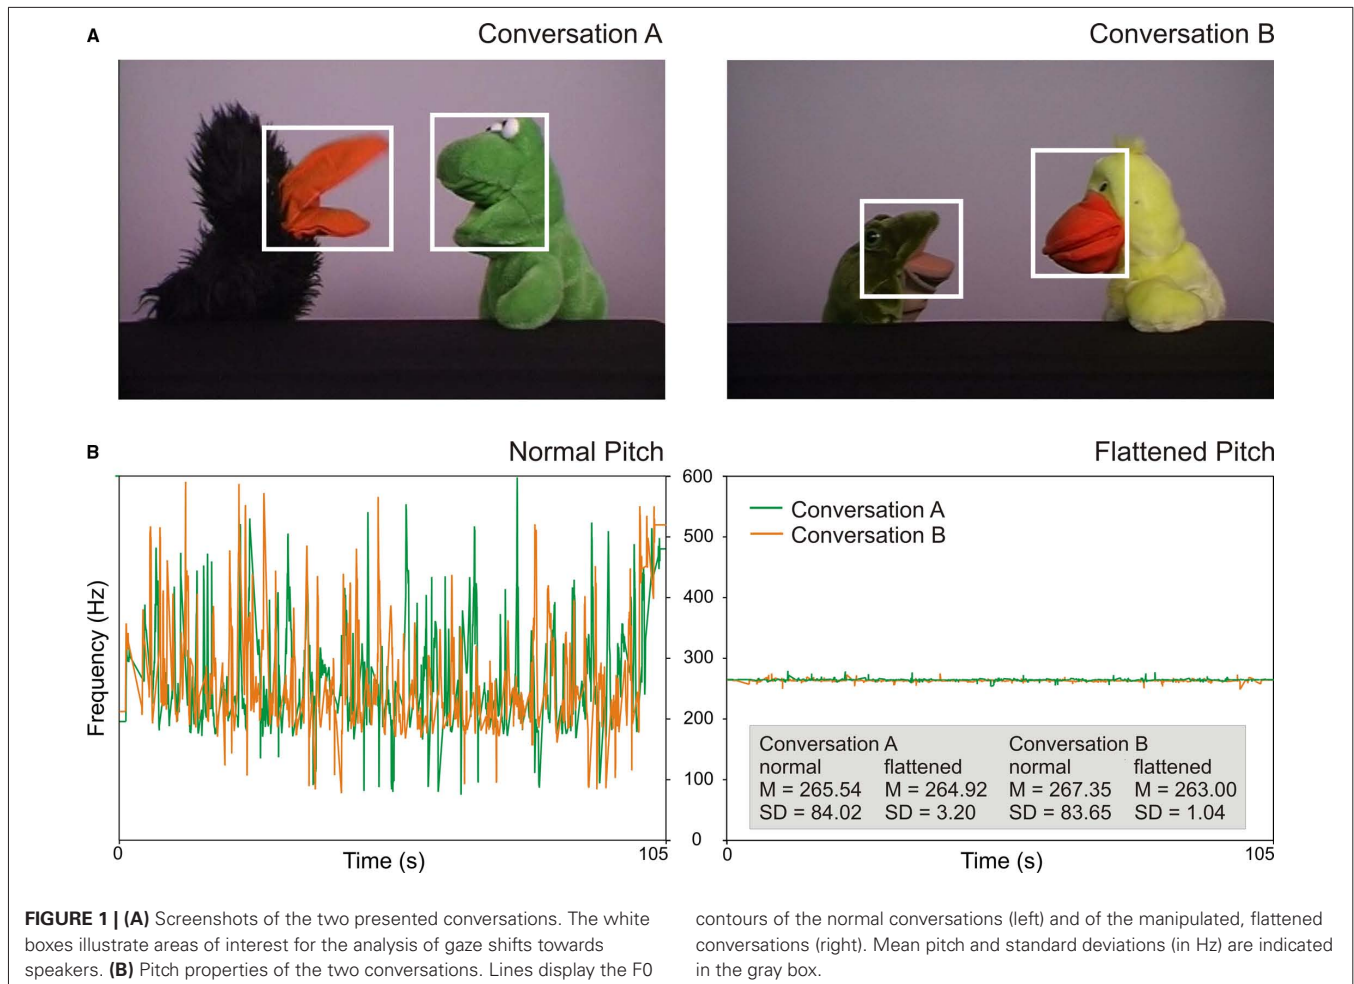 A
Conversation A
Conversation B
B
Normal Pitch
Flattened Pitch
Frequency (Hz)
600
500
400
300
200
100
0
Conversation A
Conversation B
Conversation A
Conversation B
normal
flattened
normal
flattened
M = 265.54
M = 264.92
M = 267.35
M = 263.00
SD = 84.02
SD = 3.20
SD = 83.65
SD = 1.04
0
Time (s)
105
0
Time (s)
105
FIGURE 1 | (A) Screenshots of the two presented conversations. The white
boxes illustrate areas of interest for the analysis of gaze shifts towards
speakers. (B) Pitch properties of the two conversations. Lines display the F0
contours of the normal conversations (left) and of the manipulated, flattened
conversations (right). Mean pitch and standard deviations (in Hz) are indicated
in the gray box.